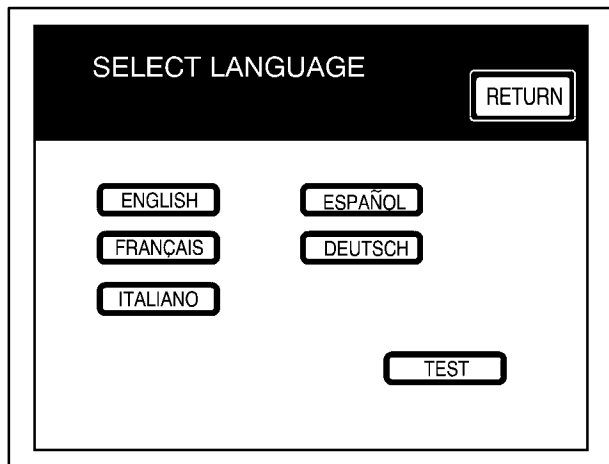 SELECT LANGUAGE
RETURN
ENGLISH
ESPAÑOL
FRANÇAIS
DEUTSCH
ITALIANO
TEST